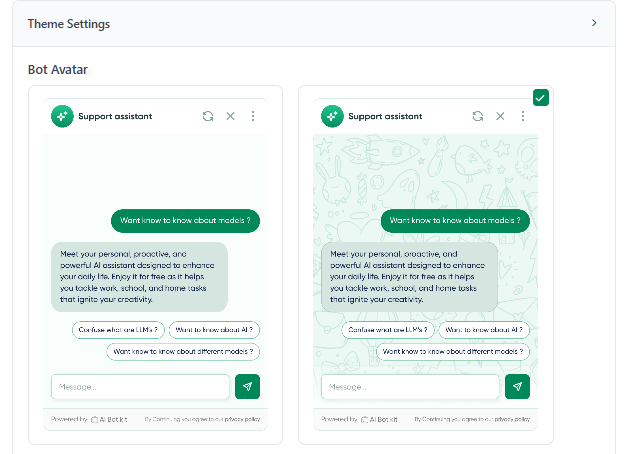 Theme Settings
Bot Avatar
Support assistant
Want know to know about models ?
Meet your personal, proactive, and
powerful AI assistant designed to enhance
your daily life. Enjoy it for free as it helps
you tackle work, school, and home tasks
that ignite your creativity.
Confuse what are LLM's ? Want to know about AI ?
Want know to know about different models ?
Message...
Powered by AI Bot kit By Continuing you agree to our privacy policy
Support assistant
Want know to know about models ?
Meet your personal, proactive, and
powerful AI assistant designed to enhance
your daily life. Enjoy it for free as it helps
you tackle work, school, and home tasks
that ignite your creativity.
Confuse what are LLM's ? Want to know about AI ?
Want know to know about different models ?
Message...
Powered by AI Bot kit By Continuing you agree to our privacy policy